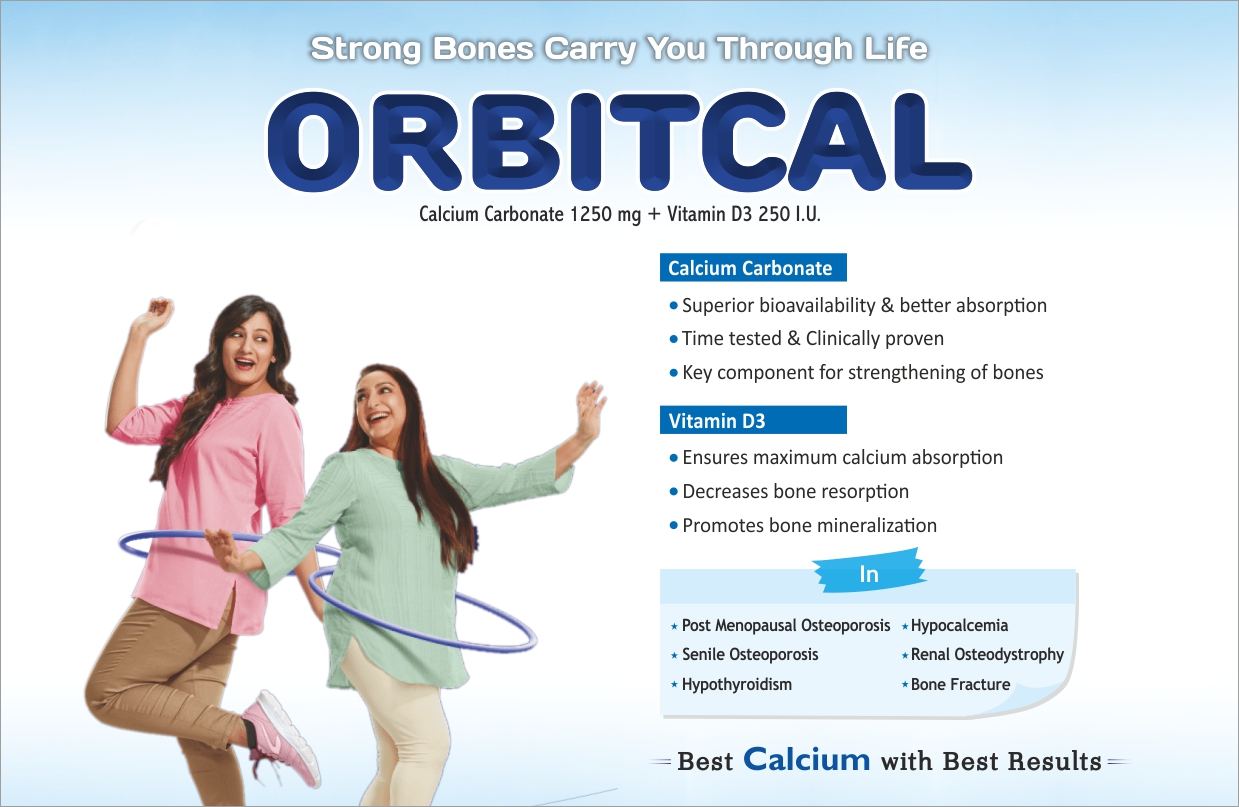 Strong Bones Carry You Through Life
ORBITCAL
Calcium Carbonate 1250 mg + Vitamin D3 250 I.U.
Calcium Carbonate
• Superior bioavailability & better absorption
• Time tested & Clinically proven
• Key component for strengthening of bones
Vitamin D3
• Ensures maximum calcium absorption
• Decreases bone resorption
• Promotes bone mineralization
In
★ Post Menopausal Osteoporosis ★ Hypocalcemia
★ Senile Osteoporosis ★ Renal Osteodystrophy
★ Hypothyroidism ★ Bone Fracture
Best Calcium with Best Results